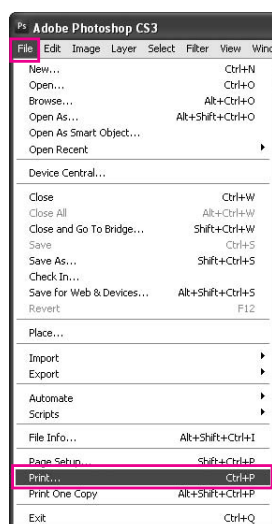 Ps Adobe Photoshop CS3
File Edit Image Layer Select Filter View Wind
New... Ctrl+N
Open... Ctrl+O
Browse... Alt+Ctrl+O
Open As... Alt+Shift+Ctrl+O
Open As Smart Object...
Open Recent
Device Central...
Close Ctrl+W
Close All Alt+Ctrl+W
Close and Go To Bridge... Shift+Ctrl+W
Save Ctrl+S
Save As... Shift+Ctrl+S
Check In...
Save for Web & Devices... Alt+Shift+Ctrl+S
Revert F12
Place...
Import
Export
Automate
Scripts
File Info... Alt+Shift+Ctrl+I
Page Setup... Shift+Ctrl+P
Print... Ctrl+P
Print One Copy Alt+Shift+Ctrl+P
Exit Ctrl+Q